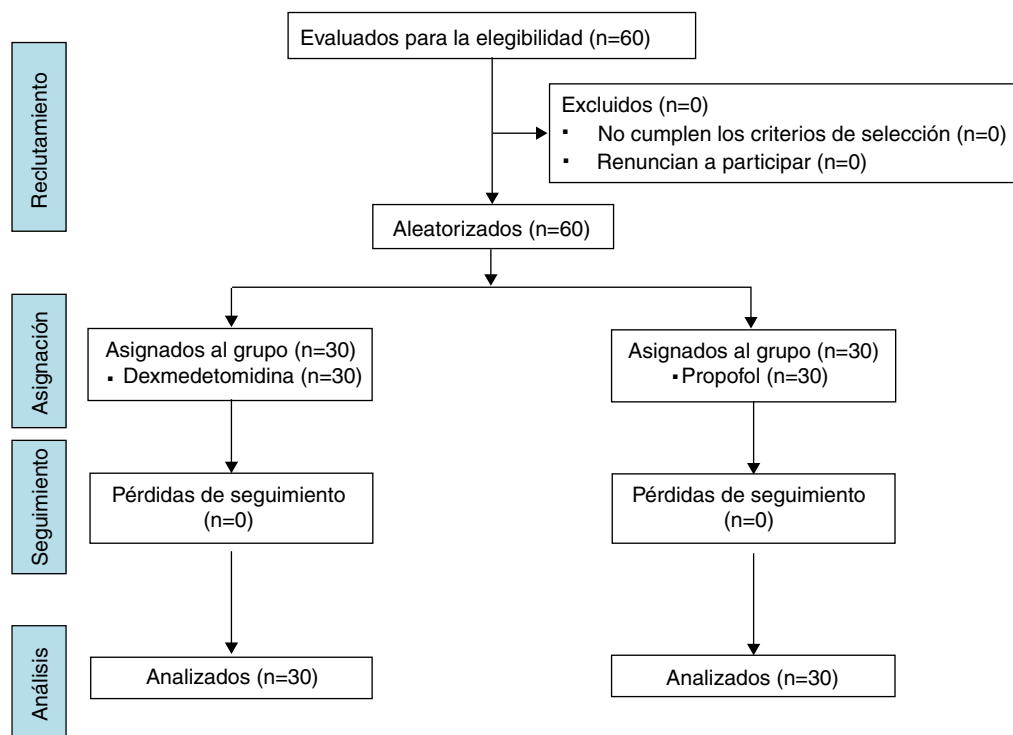 Reclutamiento
Evaluados para la elegibilidad (n=60)
Excluidos (n=0)
▪ No cumplen los criterios de selección (n=0)
▪ Renuncian a participar (n=0)
Aleatorizados (n=60)
Asignación
Asignados al grupo (n=30)
▪ Dexmedetomidina (n=30)
Asignados al grupo (n=30)
▪ Propofol (n=30)
Seguimiento
Pérdidas de seguimiento
(n=0)
Pérdidas de seguimiento
(n=0)
Análisis
Analizados (n=30)
Analizados (n=30)